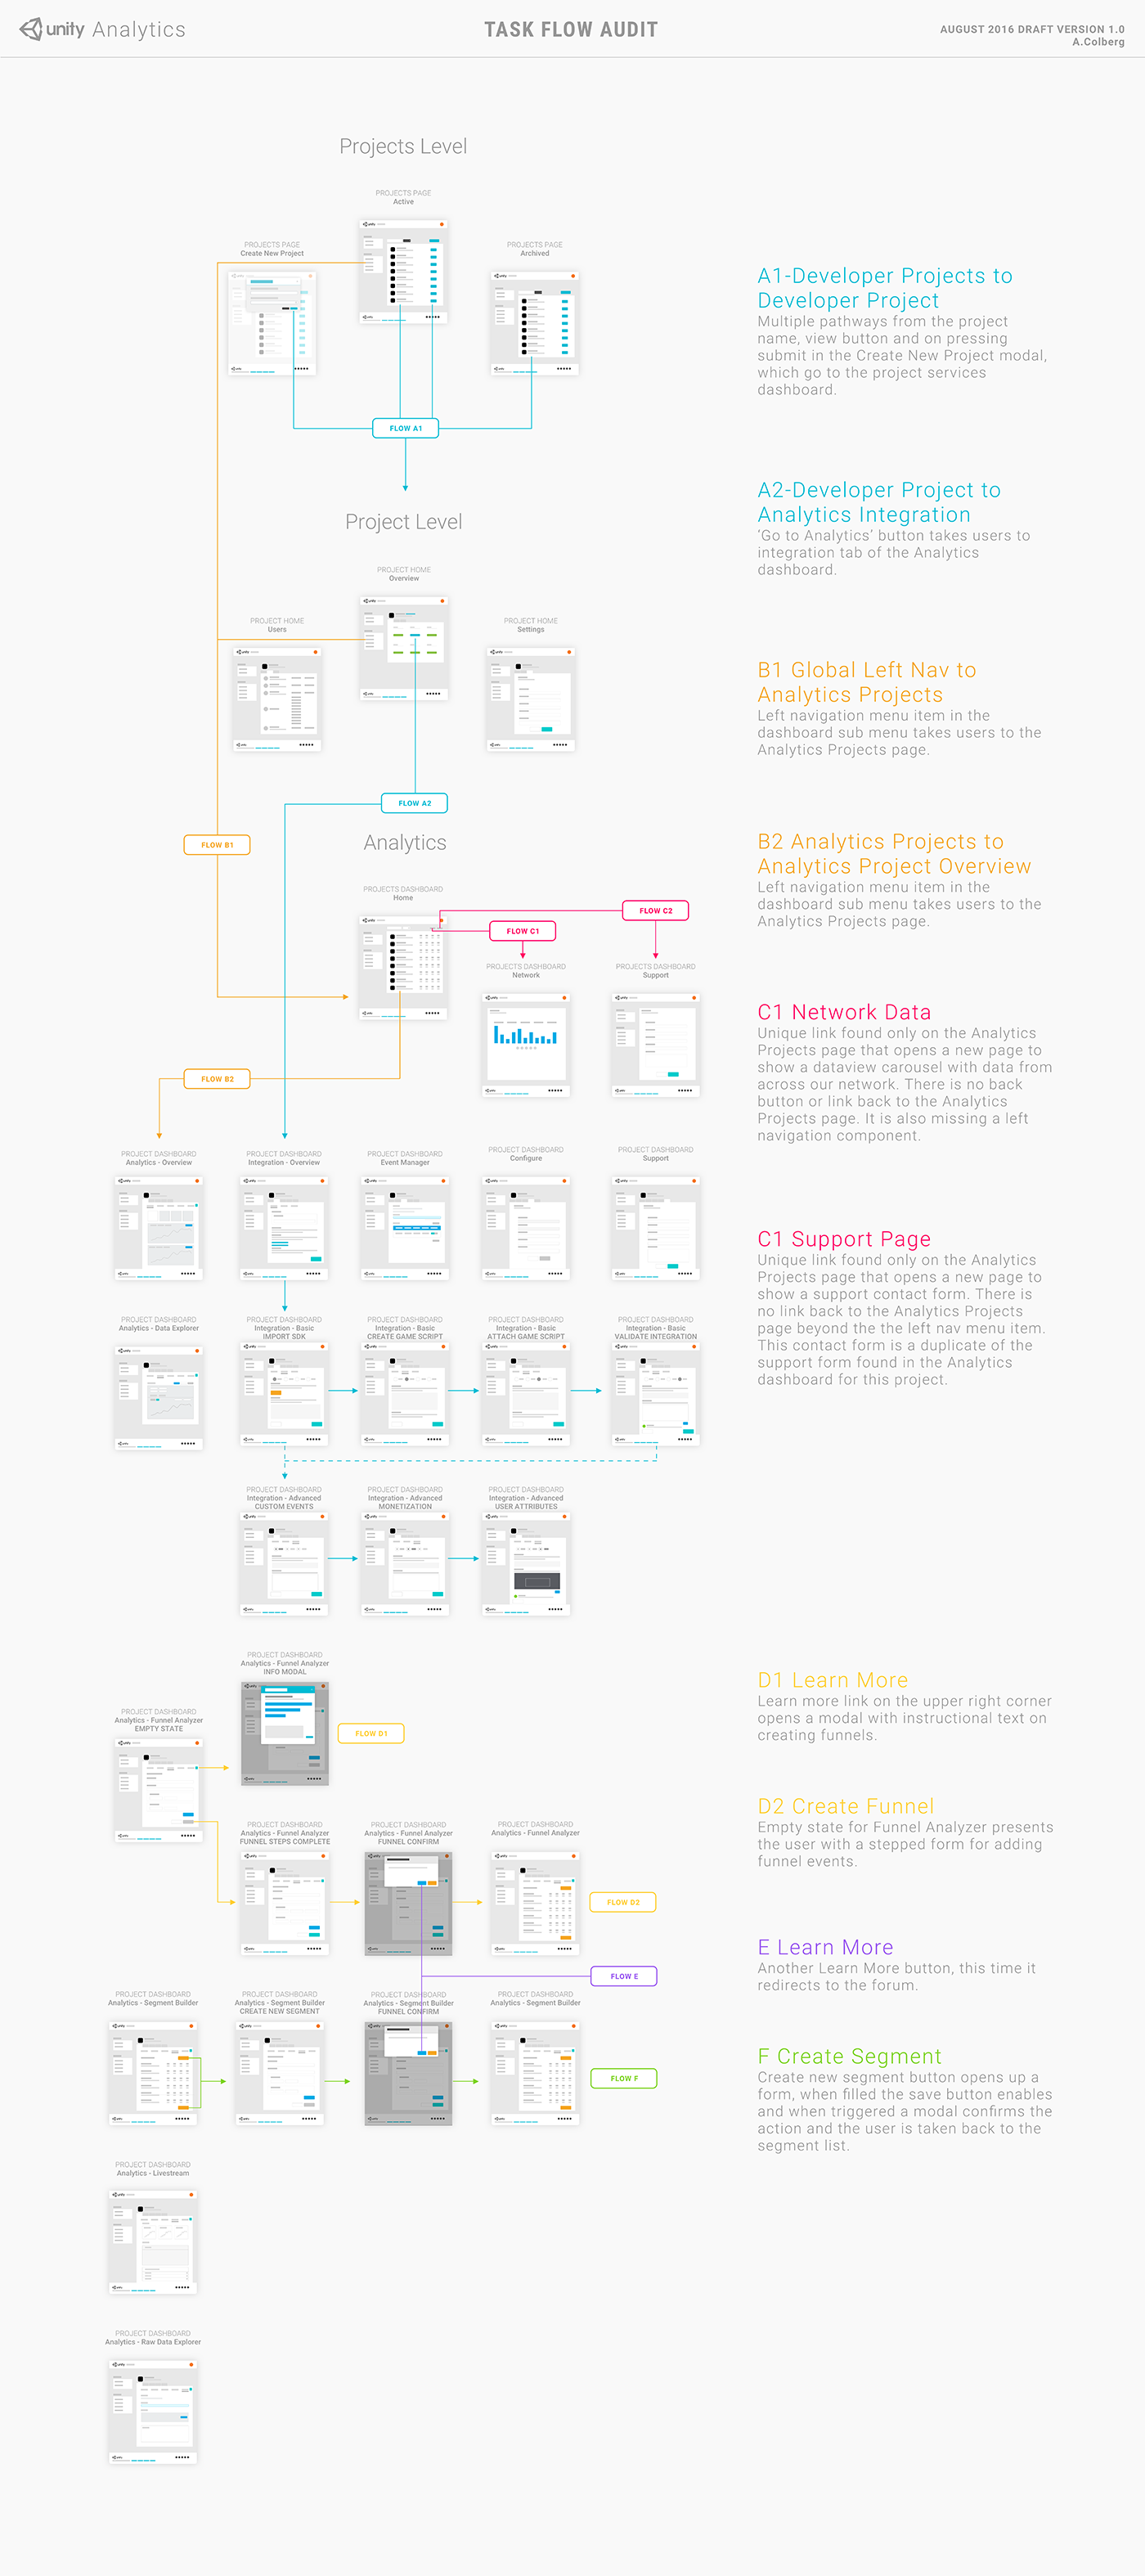 unity Analytics
TASK FLOW AUDIT
AUGUST 2016 DRAFT VERSION 1.0
A.Colberg
Projects Level
PROJECTS PAGE
Active
PROJECTS PAGE
Create New Project
PROJECTS PAGE
Archived
FLOW A1
A1-Developer Projects to
Developer Project
Multiple pathways from the project
name, view button and on pressing
submit in the Create New Project modal,
which go to the project services
dashboard.
A2-Developer Project to
Analytics Integration
‘Go to Analytics’ button takes users to
integration tab of the Analytics
dashboard.
Project Level
PROJECT HOME
Overview
PROJECT HOME
Users
PROJECT HOME
Settings
FLOW A2
FLOW B1
B1 Global Left Nav to
Analytics Projects
Left navigation menu item in the
dashboard sub menu takes users to the
Analytics Projects page.
B2 Analytics Projects to
Analytics Project Overview
Left navigation menu item in the
dashboard sub menu takes users to the
Analytics Projects page.
Analytics
PROJECTS DASHBOARD
Home
FLOW C2
FLOW C1
PROJECTS DASHBOARD
Network
PROJECTS DASHBOARD
Support
FLOW B2
C1 Network Data
Unique link found only on the Analytics
Projects page that opens a new page to
show a dataview carousel with data from
across our network. There is no back
button or link back to the Analytics
Projects page. It is also missing a left
navigation component.
PROJECT DASHBOARD
Analytics - Overview
PROJECT DASHBOARD
Integration - Overview
PROJECT DASHBOARD
Event Manager
PROJECT DASHBOARD
Configure
PROJECT DASHBOARD
Support
C1 Support Page
Unique link found only on the Analytics
Projects page that opens a new page to
show a support contact form. There is
no link back to the Analytics Projects
page beyond the the left nav menu item.
This contact form is a duplicate of the
support form found in the Analytics
dashboard for this project.
PROJECT DASHBOARD
Analytics - Data Explorer
PROJECT DASHBOARD
Integration - Basic
IMPORT SDK
PROJECT DASHBOARD
Integration - Basic
CREATE GAME SCRIPT
PROJECT DASHBOARD
Integration - Basic
ATTACH GAME SCRIPT
PROJECT DASHBOARD
Integration - Basic
VALIDATE INTEGRATION
PROJECT DASHBOARD
Integration - Advanced
CUSTOM EVENTS
PROJECT DASHBOARD
Integration - Advanced
MONETIZATION
PROJECT DASHBOARD
Integration - Advanced
USER ATTRIBUTES
PROJECT DASHBOARD
Analytics - Funnel Analyzer
INFO MODAL
PROJECT DASHBOARD
Analytics - Funnel Analyzer
EMPTY STATE
FLOW D1
D1 Learn More
Learn more link on the upper right corner
opens a modal with instructional text on
creating funnels.
D2 Create Funnel
Empty state for Funnel Analyzer presents
the user with a stepped form for adding
funnel events.
PROJECT DASHBOARD
Analytics - Funnel Analyzer
FUNNEL STEPS COMPLETE
PROJECT DASHBOARD
Analytics - Funnel Analyzer
FUNNEL CONFIRM
PROJECT DASHBOARD
Analytics - Funnel Analyzer
FLOW D2
E Learn More
Another Learn More button, this time it
redirects to the forum.
FLOW E
PROJECT DASHBOARD
Analytics - Segment Builder
PROJECT DASHBOARD
Analytics - Segment Builder
CREATE NEW SEGMENT
PROJECT DASHBOARD
Analytics - Segment Builder
FUNNEL CONFIRM
PROJECT DASHBOARD
Analytics - Segment Builder
FLOW F
F Create Segment
Create new segment button opens up a
form, when filled the save button enables
and when triggered a modal confirms the
action and the user is taken back to the
segment list.
PROJECT DASHBOARD
Analytics - Livestream
PROJECT DASHBOARD
Analytics - Raw Data Explorer